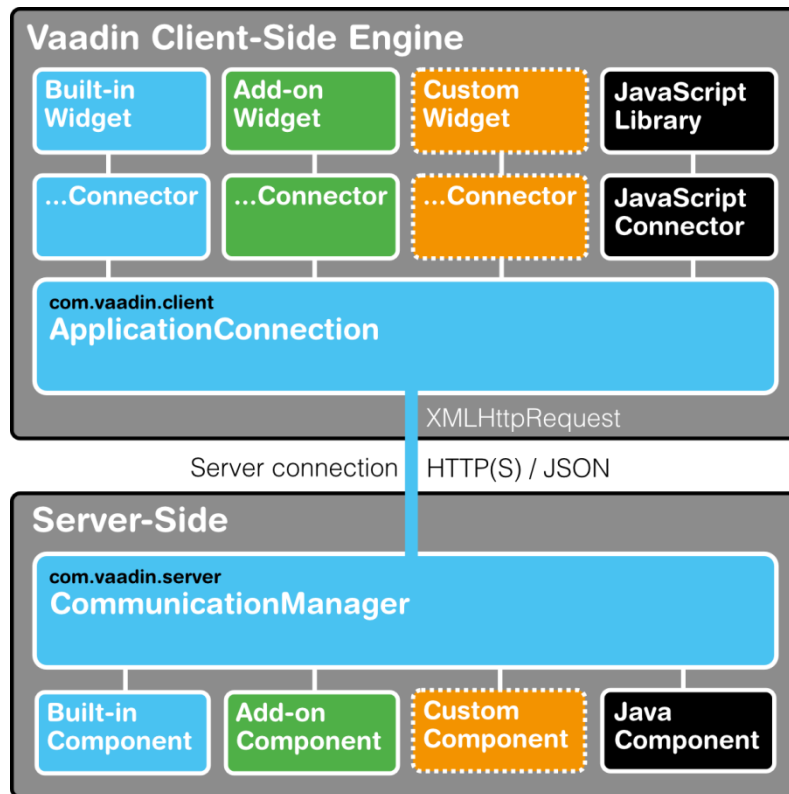 Vaadin Client-Side Engine
Built-in
Widget
Add-on
Widget
Custom
Widget
JavaScript
Library
...Connector
...Connector
...Connector
JavaScript
Connector
com.vaadin.client
ApplicationConnection
XMLHttpRequest
Server connection
HTTP(S) / JSON
Server-Side
com.vaadin.server
CommunicationManager
Built-in
Component
Add-on
Component
Custom
Component
Java
Component